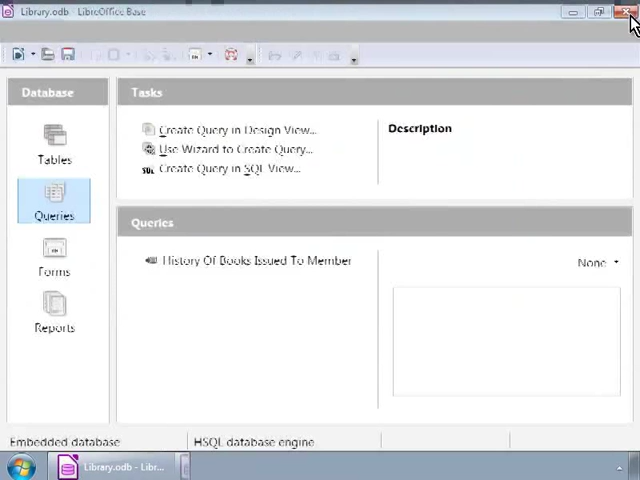 Library.odb - LibreOffice Base
Database
Tasks
Create Query in Design View...
Use Wizard to Create Query...
SQL Create Query in SQL View...
Description
Tables
Queries
Forms
Reports
Queries
History Of Books Issued To Member
None
Embedded database
HSQL database engine
Library.odb - Libr...